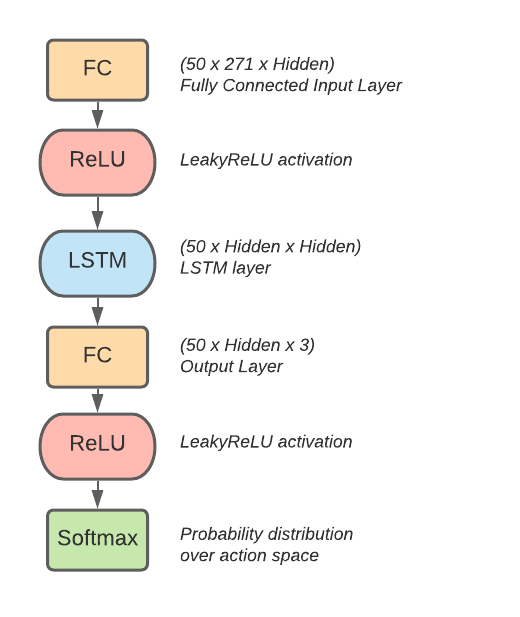 FC
(50 x 271 x Hidden)
Fully Connected Input Layer
ReLU
LeakyReLU activation
LSTM
(50 x Hidden x Hidden)
LSTM layer
FC
(50 x Hidden x 3)
Output Layer
ReLU
LeakyReLU activation
Softmax
Probability distribution
over action space